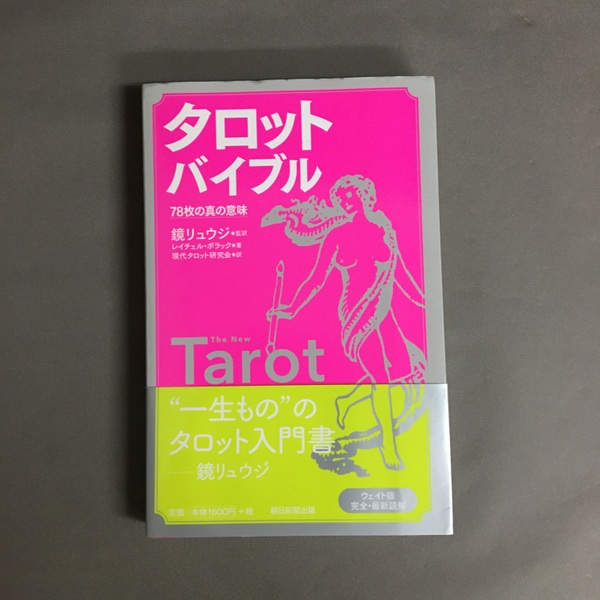 タロット
バイブル
78枚の真の意味
鏡リュウジ●監訳
レイチェル・ポラック●著
現代タロット研究会●訳
The New
Tarot
“一生もの”の
タロット入門書
――鏡リュウジ
ウェイト版
完全・最新読解
定価：本体1600円+税 朝日新聞出版